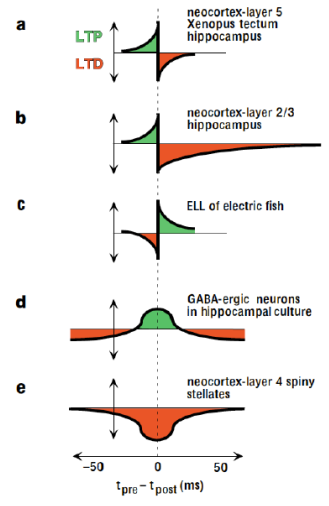 a
neocortex-layer 5
Xenopus tectum
hippocampus
LTP
LTD
b
neocortex-layer 2/3
hippocampus
c
ELL of electric fish
d
GABA-ergic neurons
in hippocampal culture
e
neocortex-layer 4 spiny
stellates
−50 0 50
tpre − tpost (ms)